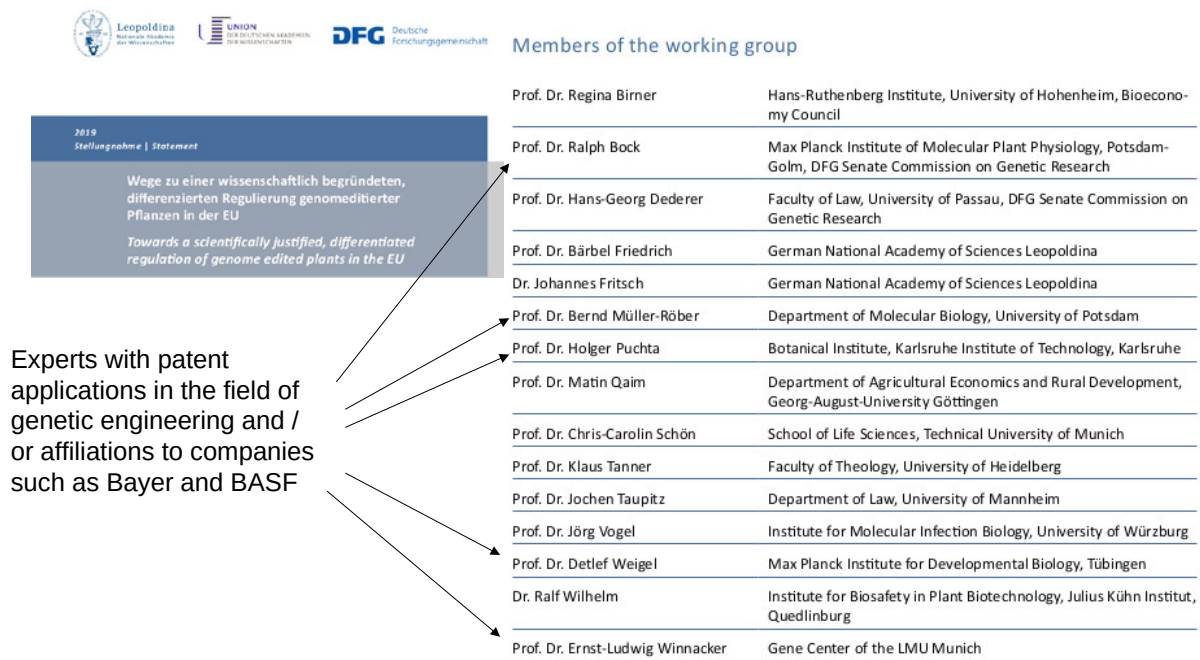 Leopoldina
Nationale Akademie
der Wissenschaften
UNION
DER DEUTSCHEN AKADEMIEN
DER WISSENSCHAFTEN
DFG
Deutsche
Forschungsgemeinschaft
2019
Stellungnahme | Statement
Wege zu einer wissenschaftlich begründeten,
differenzierten Regulierung genomeditierter
Pflanzen in der EU
Towards a scientifically justified, differentiated
regulation of genome edited plants in the EU
Experts with patent
applications in the field of
genetic engineering and /
or affiliations to companies
such as Bayer and BASF
Members of the working group
Prof. Dr. Regina Birner
Hans-Ruthenberg Institute, University of Hohenheim, Bioecono-
my Council
Prof. Dr. Ralph Bock
Max Planck Institute of Molecular Plant Physiology, Potsdam-
Golm, DFG Senate Commission on Genetic Research
Prof. Dr. Hans-Georg Dederer
Faculty of Law, University of Passau, DFG Senate Commission on
Genetic Research
Prof. Dr. Bärbel Friedrich
German National Academy of Sciences Leopoldina
Dr. Johannes Fritsch
German National Academy of Sciences Leopoldina
Prof. Dr. Bernd Müller-Röber
Department of Molecular Biology, University of Potsdam
Prof. Dr. Holger Puchta
Botanical Institute, Karlsruhe Institute of Technology, Karlsruhe
Prof. Dr. Matin Qaim
Department of Agricultural Economics and Rural Development,
Georg-August-University Göttingen
Prof. Dr. Chris-Carolin Schön
School of Life Sciences, Technical University of Munich
Prof. Dr. Klaus Tanner
Faculty of Theology, University of Heidelberg
Prof. Dr. Jochen Taupitz
Department of Law, University of Mannheim
Prof. Dr. Jörg Vogel
Institute for Molecular Infection Biology, University of Würzburg
Prof. Dr. Detlef Weigel
Max Planck Institute for Developmental Biology, Tübingen
Dr. Ralf Wilhelm
Institute for Biosafety in Plant Biotechnology, Julius Kühn Institut,
Quedlinburg
Prof. Dr. Ernst-Ludwig Winnacker
Gene Center of the LMU Munich